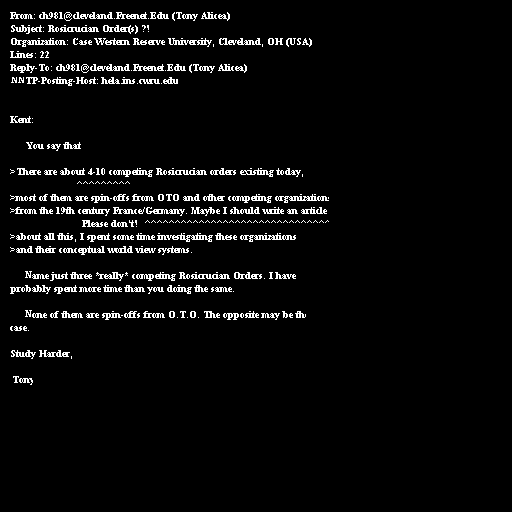 From: ch981@cleveland.Freenet.Edu (Tony Alicea)
Subject: Rosicrucian Order(s) ?!
Organization: Case Western Reserve University, Cleveland, OH (USA)
Lines: 22
Reply-To: ch981@cleveland.Freenet.Edu (Tony Alicea)
NNTP-Posting-Host: hela.ins.cwru.edu
Kent:
You say that
>There are about 4-10 competing Rosicrucian orders existing today,
^^^^^^^^^
>most of them are spin-offs from OTO and other competing organizations
>from the 19th century France/Germany. Maybe I should write an article
Please don't! ^^^^^^^^^^^^^^^^^^^^^^^^^^^^^^^
>about all this, I spent some time investigating these organizations
>and their conceptual world view systems.
Name just three *really* competing Rosicrucian Orders. I have
probably spent more time than you doing the same.
None of them are spin-offs from O.T.O. The opposite may be the
case.
Study Harder,
Tony